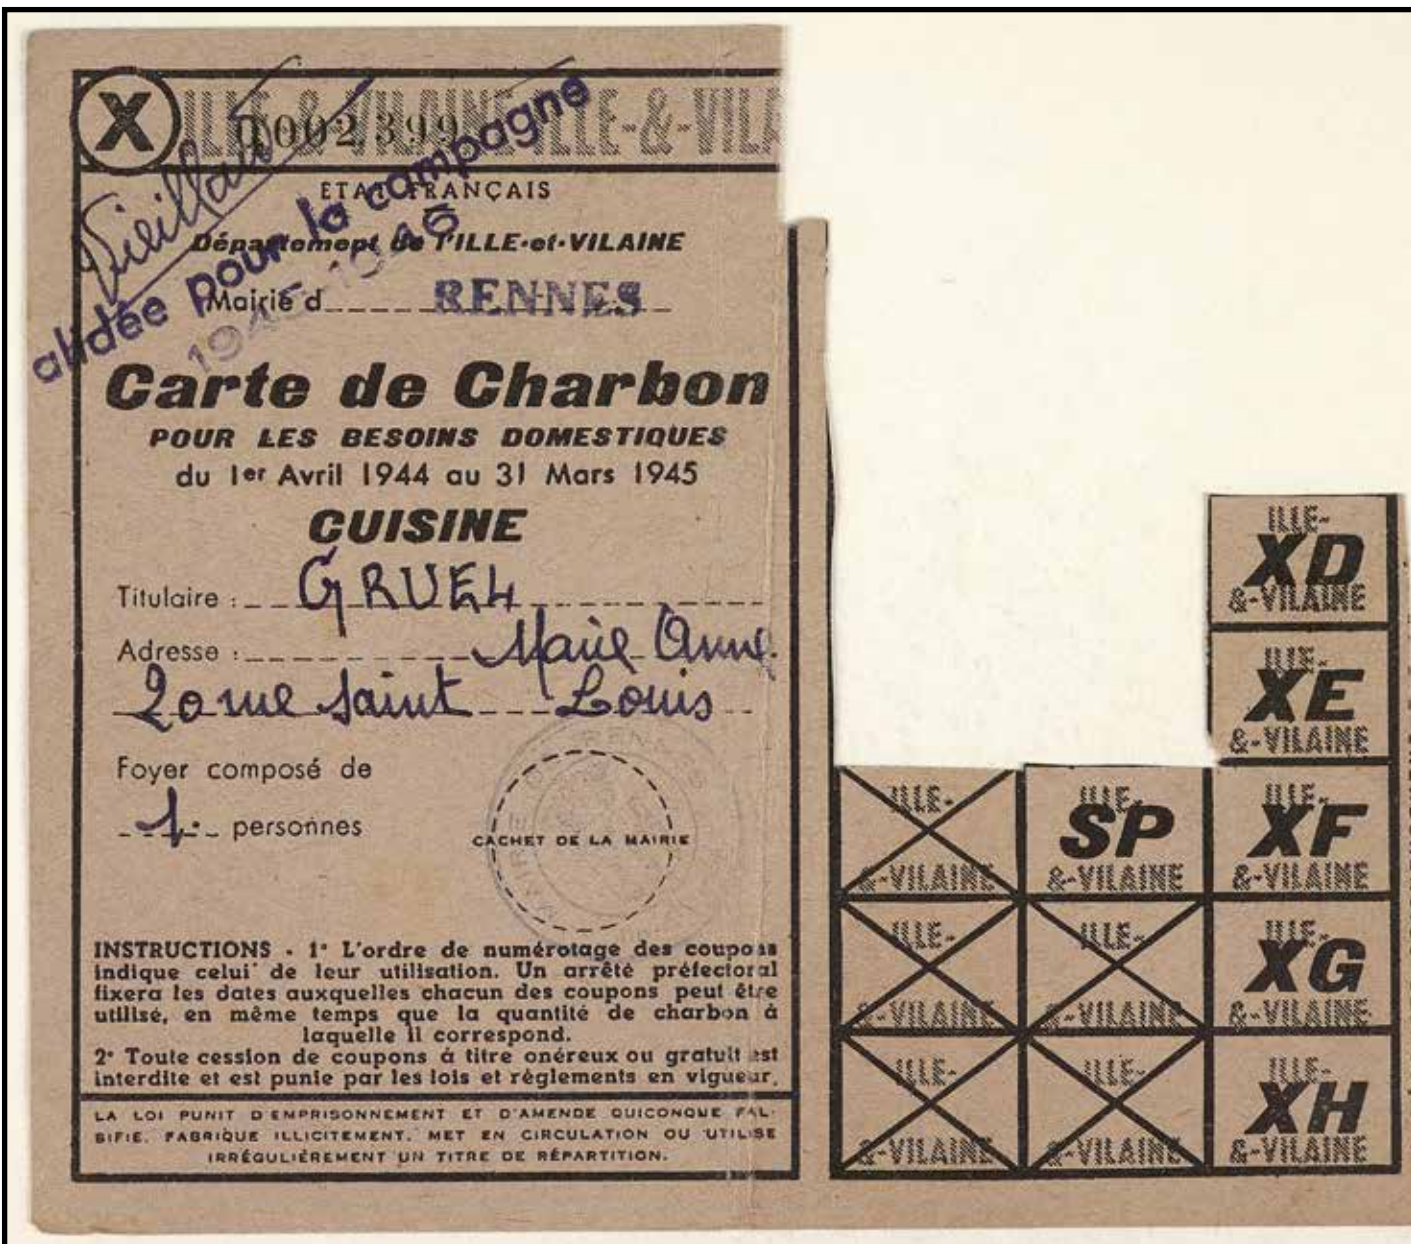 X ILLE-&-VILAINE-ILLE-&-VILA
0002,399
Vieillard
alidée pour la campagne
1945-1946
ETAT FRANÇAIS
Département de l'ILLE-et-VILAINE
Mairie d RENNES
Carte de Charbon
POUR LES BESOINS DOMESTIQUES
du 1er Avril 1944 au 31 Mars 1945
CUISINE
Titulaire : GRUEL
Adresse : Marie Anne
20 rue Saint Louis
Foyer composé de
1 personnes
CACHET DE LA MAIRIE
INSTRUCTIONS - 1° L'ordre de numérotage des coupons
indique celui de leur utilisation. Un arrêté préfectoral
fixera les dates auxquelles chacun des coupons peut être
utilisé, en même temps que la quantité de charbon à
laquelle il correspond.
2° Toute cession de coupons à titre onéreux ou gratuit est
interdite et est punie par les lois et règlements en vigueur.
LA LOI PUNIT D'EMPRISONNEMENT ET D'AMENDE QUICONQUE FAL-
SIFIE, FABRIQUE ILLICITEMENT, MET EN CIRCULATION OU UTILISE
IRRÉGULIÈREMENT UN TITRE DE RÉPARTITION.
ILLE-
XD
&-VILAINE
ILLE-
XE
&-VILAINE
ILLE- ILLE- ILLE-
SP XF
&-VILAINE &-VILAINE &-VILAINE
ILLE- ILLE- ILLE-
XG
&-VILAINE &-VILAINE &-VILAINE
ILLE- ILLE- ILLE-
XH
&-VILAINE &-VILAINE &-VILAINE